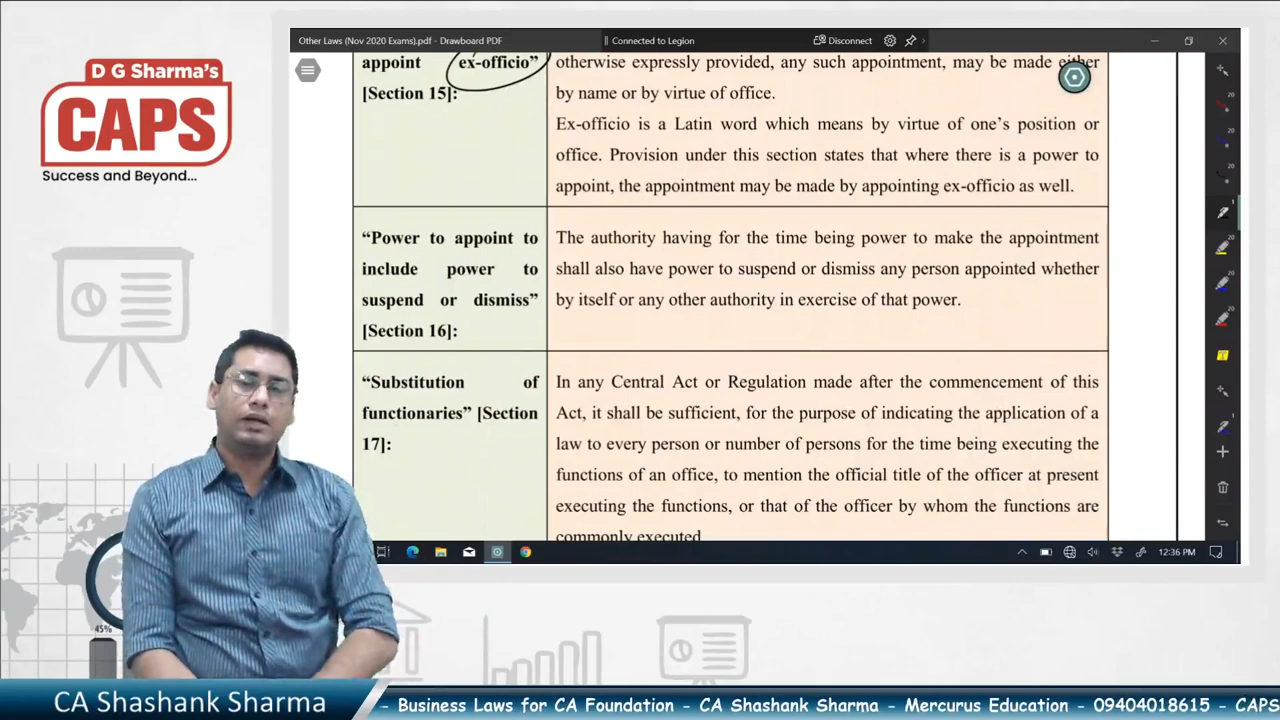 D G Sharma's
CAPS
Success and Beyond...
Other Laws (Nov 2020 Exams).pdf - Drawboard PDF
Connected to Legion
Disconnect
appoint ex-officio”
[Section 15]:
otherwise expressly provided, any such appointment, may be made either
by name or by virtue of office.
Ex-officio is a Latin word which means by virtue of one’s position or
office. Provision under this section states that where there is a power to
appoint, the appointment may be made by appointing ex-officio as well.
“Power to appoint to
include power to
suspend or dismiss”
[Section 16]:
The authority having for the time being power to make the appointment
shall also have power to suspend or dismiss any person appointed whether
by itself or any other authority in exercise of that power.
“Substitution of
functionaries” [Section
17]:
In any Central Act or Regulation made after the commencement of this
Act, it shall be sufficient, for the purpose of indicating the application of a
law to every person or number of persons for the time being executing the
functions of an office, to mention the official title of the officer at present
executing the functions, or that of the officer by whom the functions are
commonly executed
20
20
20
1
20
20
20
1
12:36 PM
45%
CA Shashank Sharma
- Business Laws for CA Foundation - CA Shashank Sharma - Mercurus Education - 09404018615 - CAPS